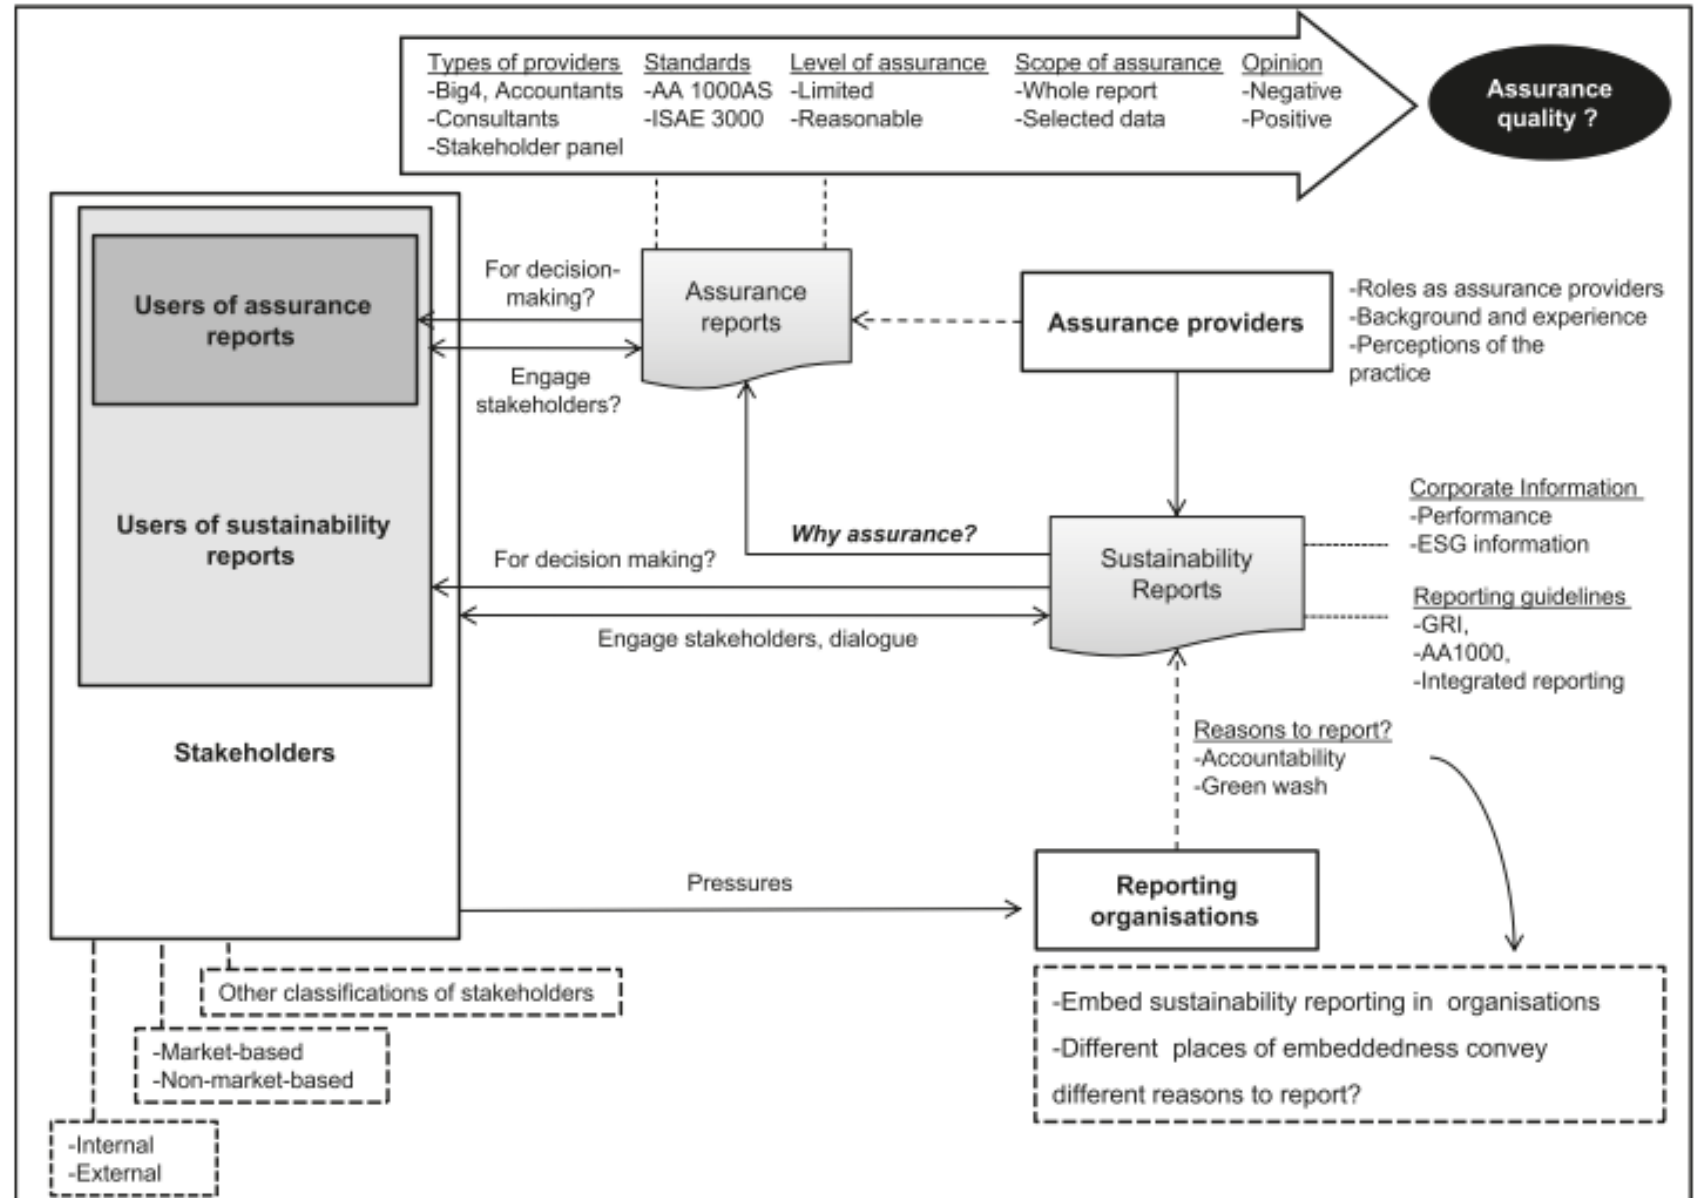 Types of providers
-Big4, Accountants
-Consultants
-Stakeholder panel
Standards
-AA 1000AS
-ISAE 3000
Level of assurance
-Limited
-Reasonable
Scope of assurance
-Whole report
-Selected data
Opinion
-Negative
-Positive
Assurance
quality ?
Users of assurance
reports
For decision-
making?
Engage
stakeholders?
Assurance
reports
Assurance providers
-Roles as assurance providers
-Background and experience
-Perceptions of the
practice
Users of sustainability
reports
Why assurance?
For decision making?
Engage stakeholders, dialogue
Sustainability
Reports
Corporate Information
-Performance
-ESG information
Reporting guidelines
-GRI,
-AA1000,
-Integrated reporting
Stakeholders
Reasons to report?
-Accountability
-Green wash
Pressures
Reporting
organisations
Other classifications of stakeholders
-Market-based
-Non-market-based
-Internal
-External
-Embed sustainability reporting in organisations
-Different places of embeddedness convey
different reasons to report?